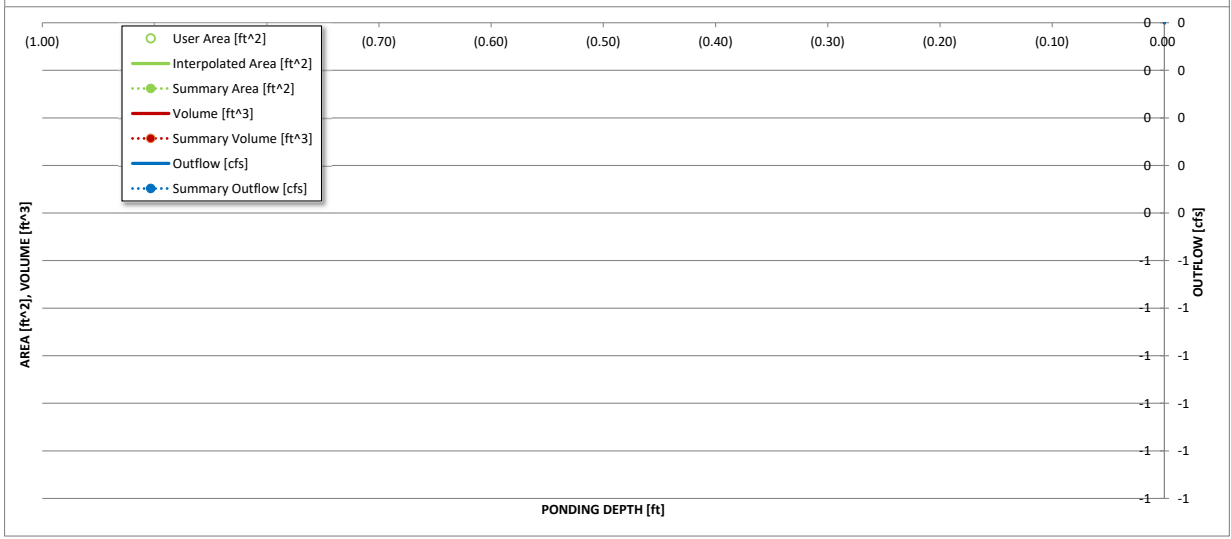 0 0
(1.00) (0.70) (0.60) (0.50) (0.40) (0.30) (0.20) (0.10) 0.00
User Area [ft^2]
Interpolated Area [ft^2]
Summary Area [ft^2]
Volume [ft^3]
Summary Volume [ft^3]
Outflow [cfs]
Summary Outflow [cfs]
0 0
0 0
0 0
0 0
-1 -1
-1 -1
-1 -1
-1 -1
-1 -1
-1 -1
AREA [ft^2], VOLUME [ft^3]
OUTFLOW [cfs]
PONDING DEPTH [ft]